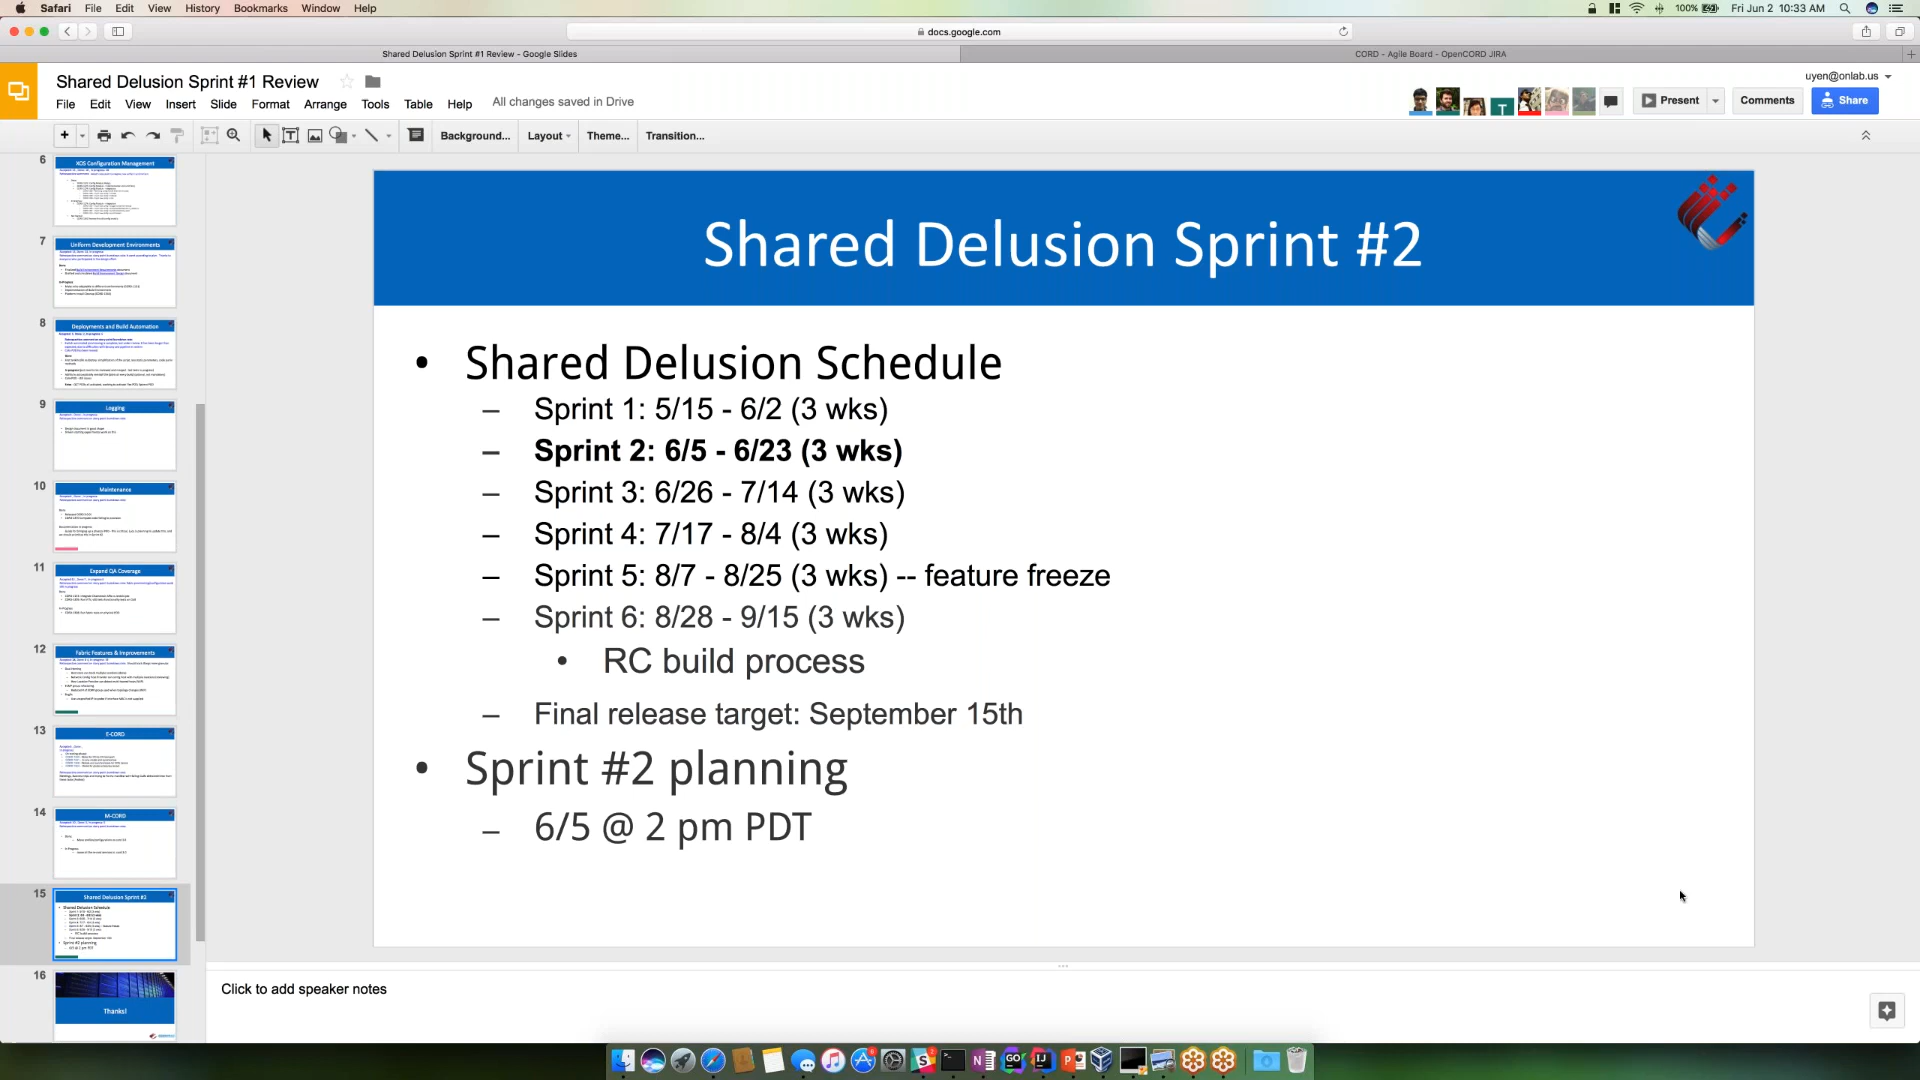 Safari File Edit View History Bookmarks Window Help
100% Fri Jun 2 10:33 AM
docs.google.com
Shared Delusion Sprint #1 Review - Google Slides
CORD - Agile Board - OpenCORD JIRA
Shared Delusion Sprint #1 Review
uyen@onlab.us
File Edit View Insert Slide Format Arrange Tools Table Help All changes saved in Drive
T
Present Comments Share
Background... Layout Theme... Transition...
6
XOS Configuration Management
7
Uniform Development Environments
8
Deployments and Build Automation
9
Logging
10
Maintenance
11
Expand QA Coverage
12
Fabric Features & Improvements
13
E-CORD
14
M-CORD
15
Shared Delusion Sprint #2
16
Thanks!
Shared Delusion Sprint #2
• Shared Delusion Schedule
– Sprint 1: 5/15 - 6/2 (3 wks)
– Sprint 2: 6/5 - 6/23 (3 wks)
– Sprint 3: 6/26 - 7/14 (3 wks)
– Sprint 4: 7/17 - 8/4 (3 wks)
– Sprint 5: 8/7 - 8/25 (3 wks) -- feature freeze
– Sprint 6: 8/28 - 9/15 (3 wks)
• RC build process
– Final release target: September 15th
• Sprint #2 planning
– 6/5 @ 2 pm PDT
Click to add speaker notes